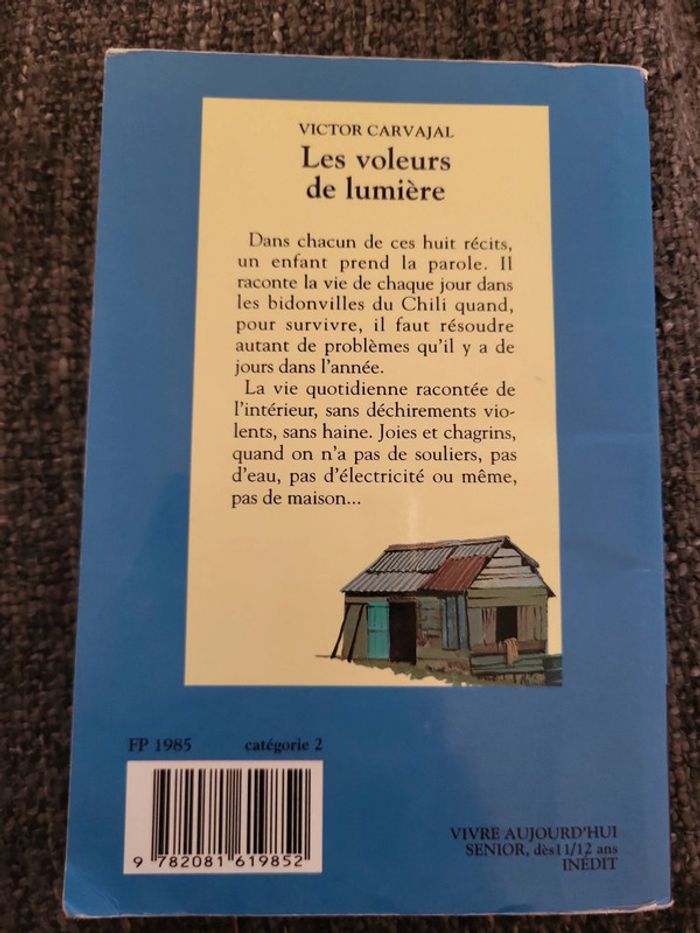 VICTOR CARVAJAL
Les voleurs
de lumière
Dans chacun de ces huit récits,
un enfant prend la parole. Il
raconte la vie de chaque jour dans
les bidonvilles du Chili quand,
pour survivre, il faut résoudre
autant de problèmes qu'il y a de
jours dans l'année.
La vie quotidienne racontée de
l'intérieur, sans déchirements vio-
lents, sans haine. Joies et chagrins,
quand on n'a pas de souliers, pas
d'eau, pas d'électricité ou même,
pas de maison...
FP 1985 catégorie 2
9 782081 619852
VIVRE AUJOURD'HUI
SENIOR, dès11/12 ans
INÉDIT